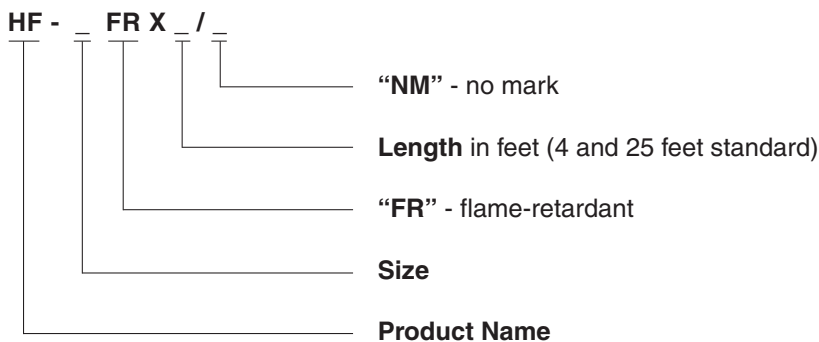 HF - _ FR X _ / _
“NM” - no mark
Length in feet (4 and 25 feet standard)
“FR” - flame-retardant
Size
Product Name